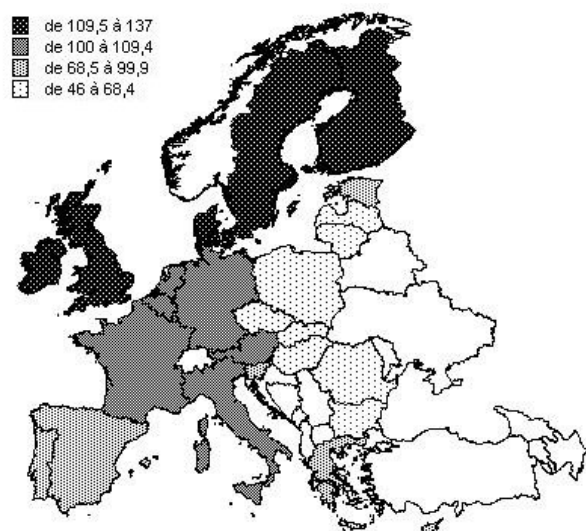 de 109,5 à 137
de 100 à 109,4
de 68,5 à 99,9
de 46 à 68,4